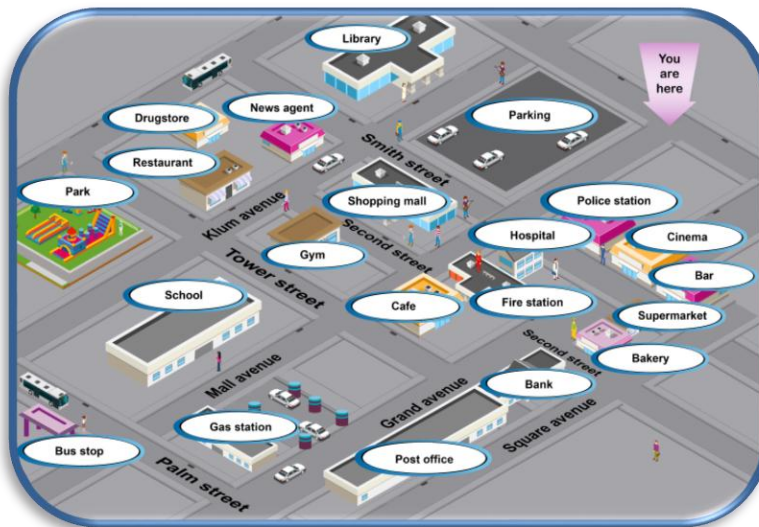 Library
You
are
here
Drugstore
News agent
Parking
Smith street
Restaurant
Park
Shopping mall
Police station
Klum avenue
Second street
Hospital
Cinema
Gym
Bar
Tower street
School
Cafe
Fire station
Supermarket
Second street
Bakery
Mall avenue
Grand avenue
Bank
Square avenue
Gas station
Bus stop
Post office
Palm street